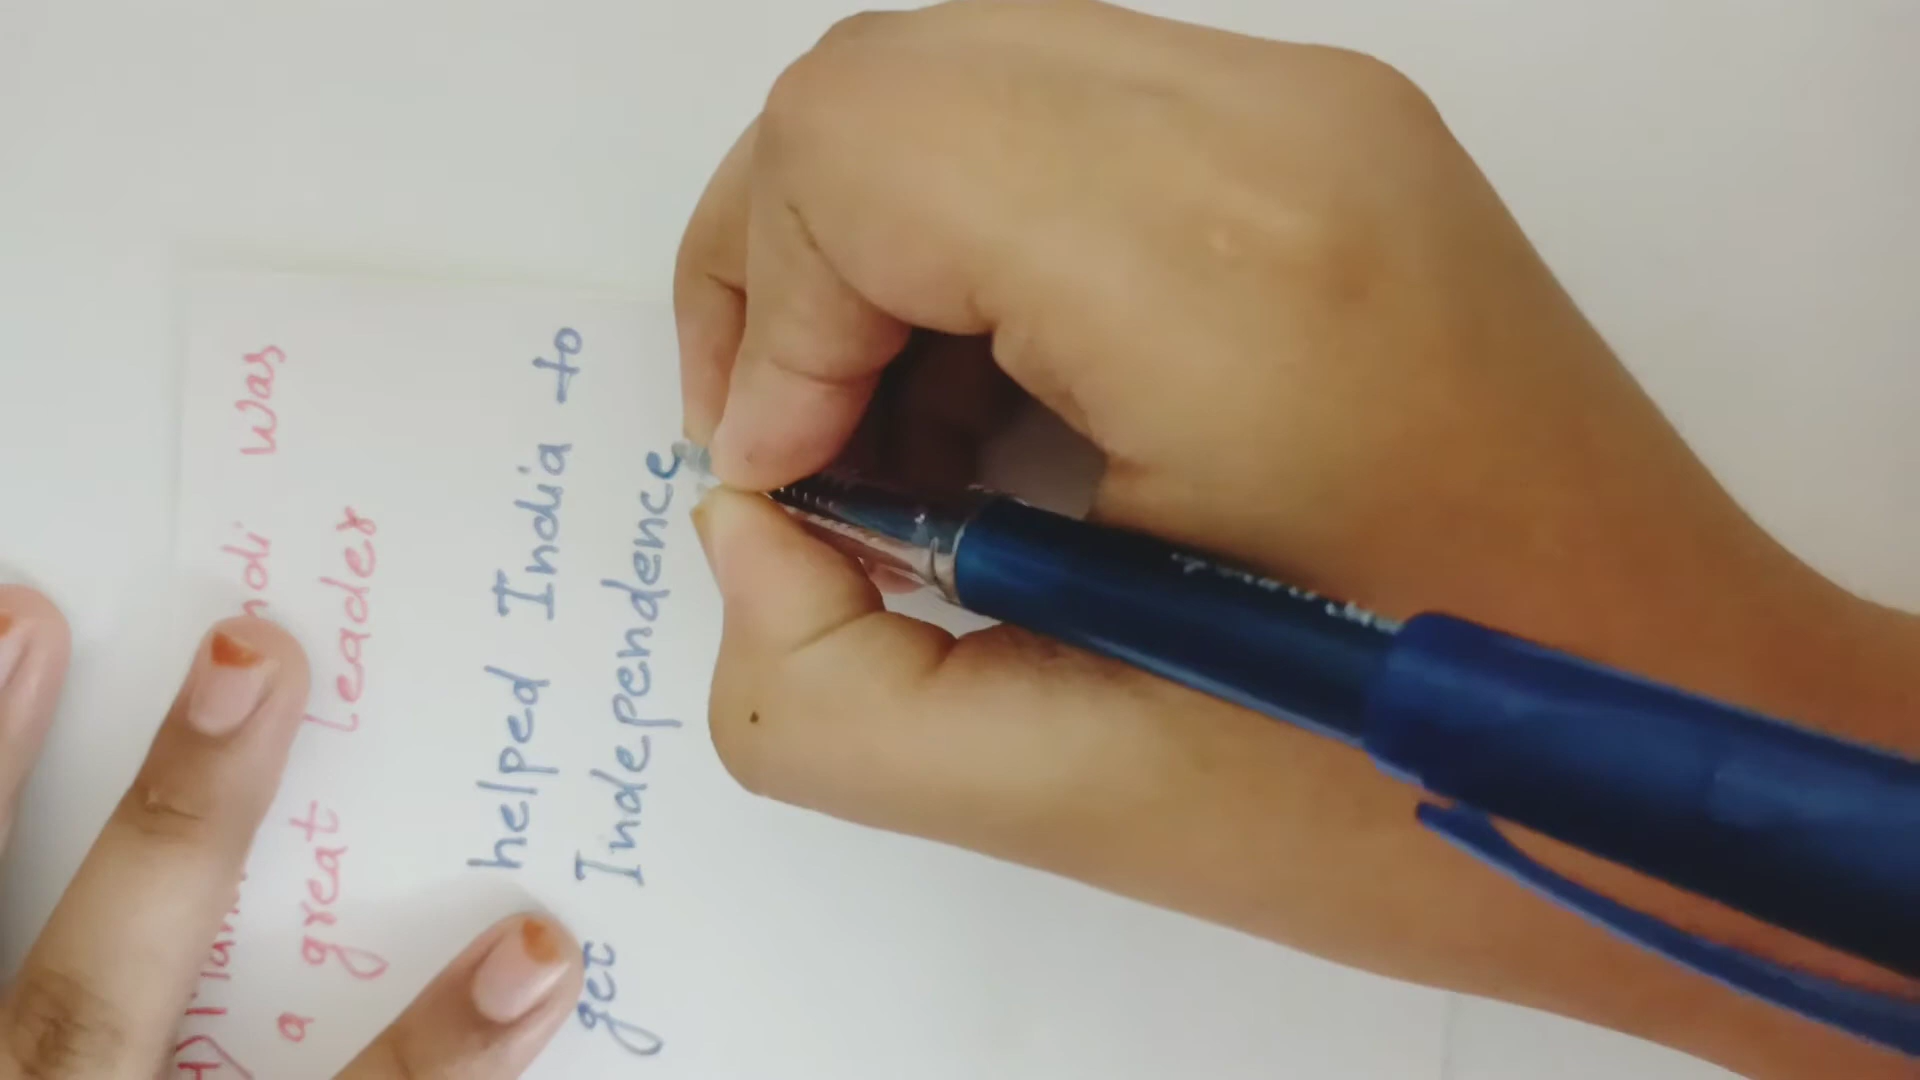 was
a great leader
helped India to
get Independence